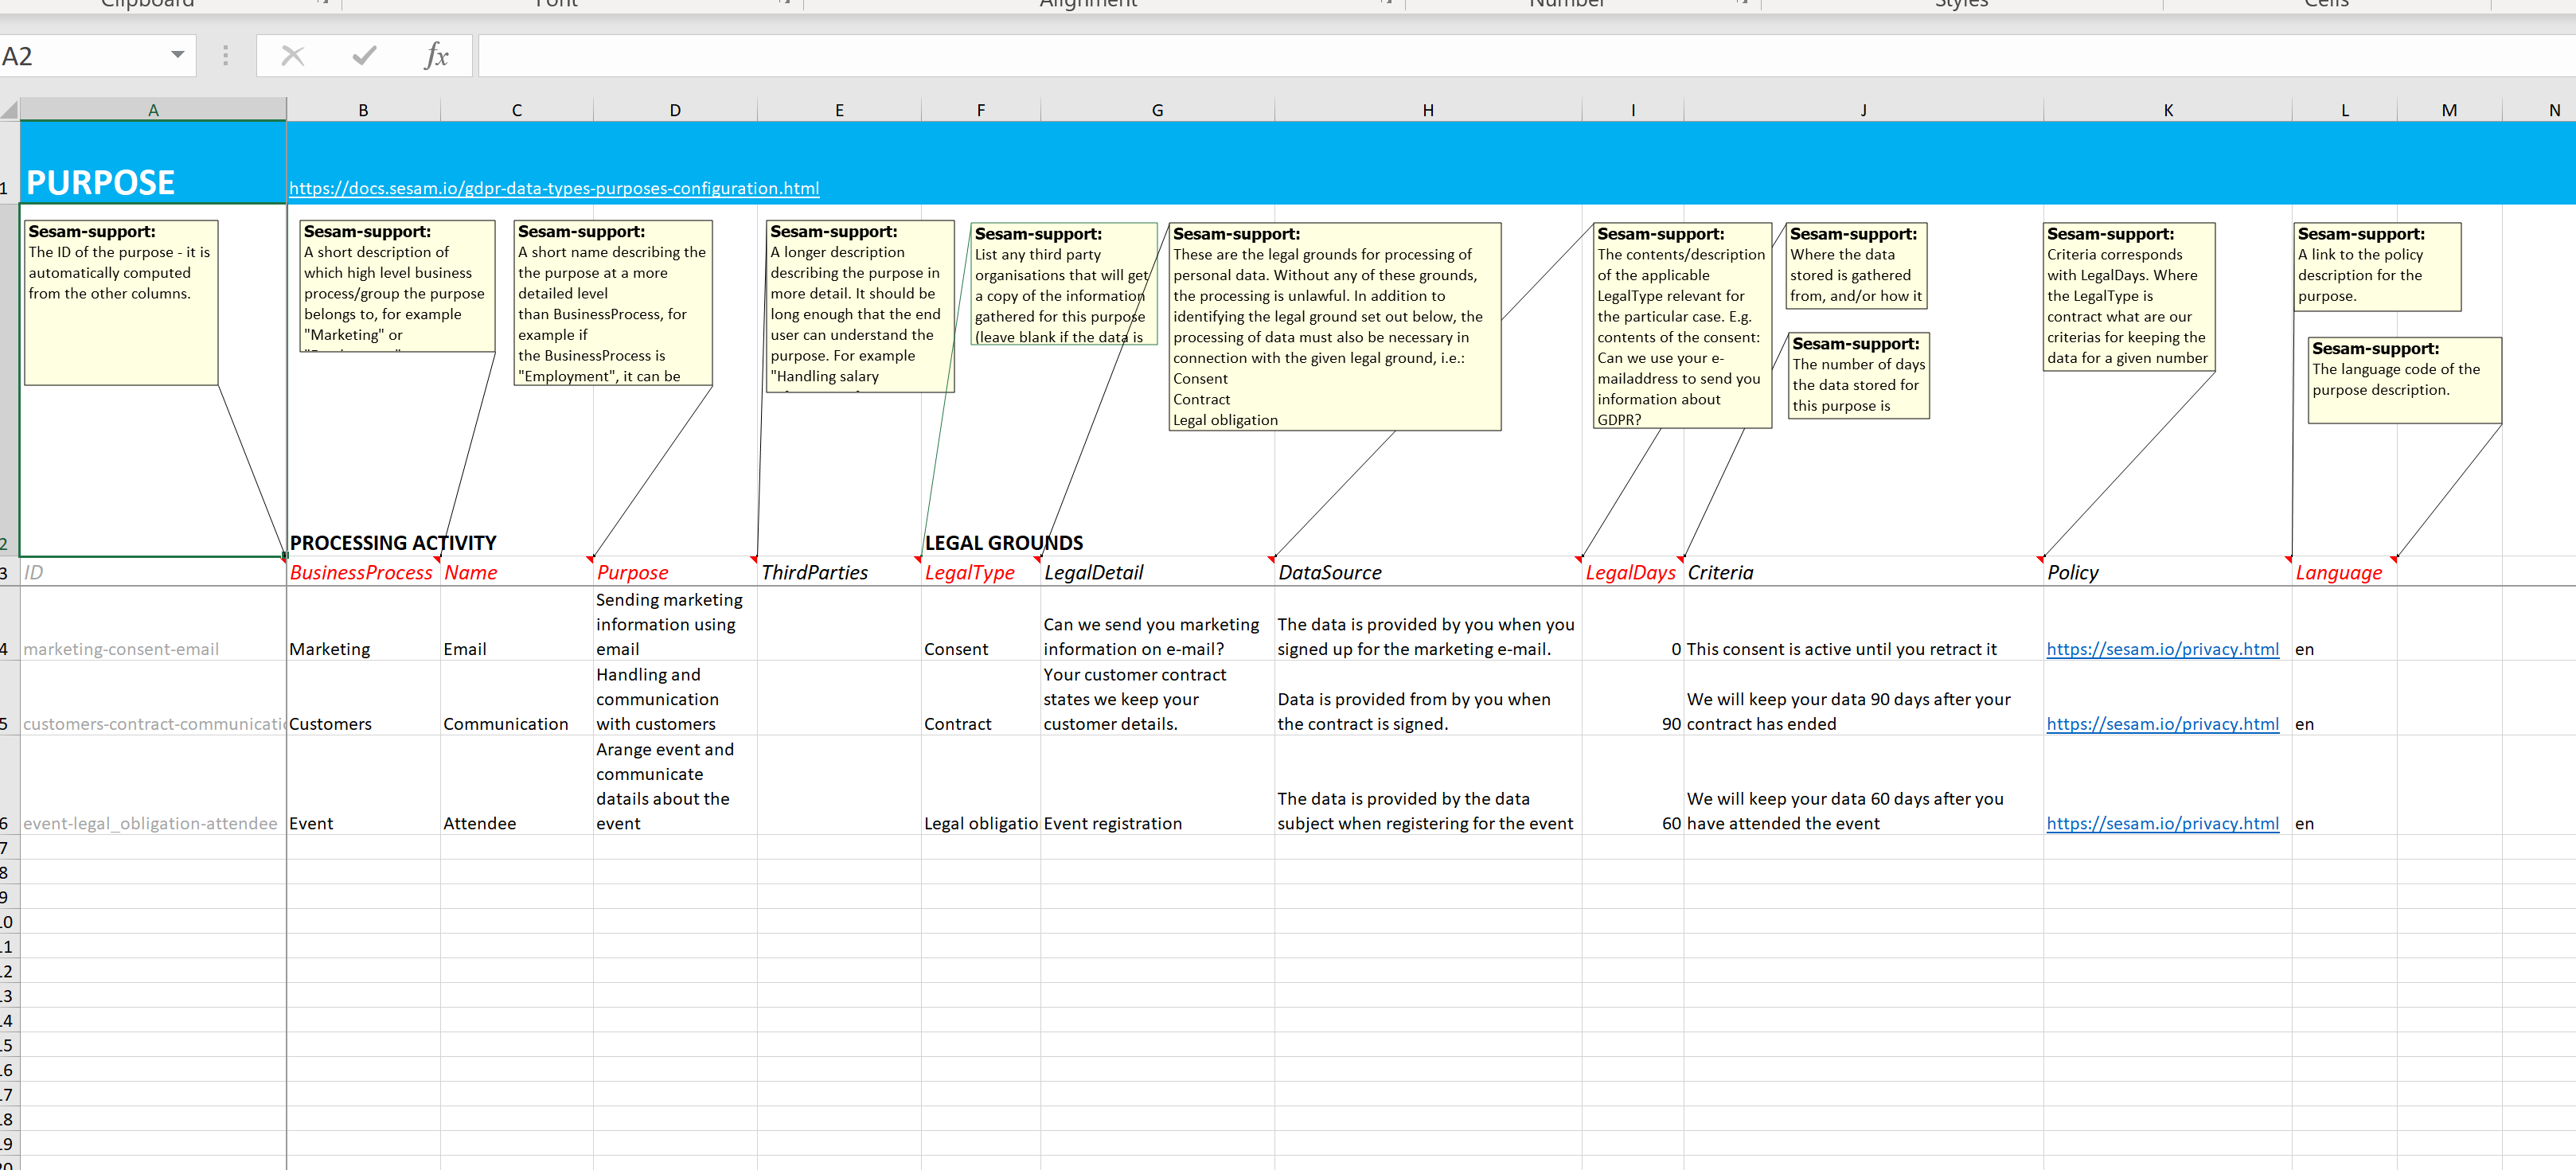 Clipboard
Font
Alignment
Number
Styles
Cells
A2
fx
A B C D E F G H I J K L M N
1 PURPOSE https://docs.sesam.io/gdpr-data-types-purposes-configuration.html
Sesam-support:
The ID of the purpose - it is
automatically computed
from the other columns.
Sesam-support:
A short description of
which high level business
process/group the purpose
belongs to, for example
"Marketing" or
Sesam-support:
A short name describing the
the purpose at a more
detailed level
than BusinessProcess, for
example if
the BusinessProcess is
"Employment", it can be
Sesam-support:
A longer description
describing the purpose in
more detail. It should be
long enough that the end
user can understand the
purpose. For example
"Handling salary
Sesam-support:
List any third party
organisations that will get
a copy of the information
gathered for this purpose
(leave blank if the data is
Sesam-support:
These are the legal grounds for processing of
personal data. Without any of these grounds,
the processing is unlawful. In addition to
identifying the legal ground set out below, the
processing of data must also be necessary in
connection with the given legal ground, i.e.:
Consent
Contract
Legal obligation
Sesam-support:
The contents/description
of the applicable
LegalType relevant for
the particular case. E.g.
contents of the consent:
Can we use your e-
mailaddress to send you
information about
GDPR?
Sesam-support:
Where the data
stored is gathered
from, and/or how it
Sesam-support:
The number of days
the data stored for
this purpose is
Sesam-support:
Criteria corresponds
with LegalDays. Where
the LegalType is
contract what are our
criterias for keeping the
data for a given number
Sesam-support:
A link to the policy
description for the
purpose.
Sesam-support:
The language code of the
purpose description.
2 PROCESSING ACTIVITY LEGAL GROUNDS
3 ID BusinessProcess Name Purpose ThirdParties LegalType LegalDetail DataSource LegalDays Criteria Policy Language
4 marketing-consent-email
Marketing
Email
Sending marketing
information using
email
Consent
Can we send you marketing
information on e-mail?
The data is provided by you when you
signed up for the marketing e-mail.
0
This consent is active until you retract it
https://sesam.io/privacy.html
en
5 customers-contract-communicati
Customers
Communication
Handling and
communication
with customers
Contract
Your customer contract
states we keep your
customer details.
Data is provided from by you when
the contract is signed.
90
We will keep your data 90 days after your
contract has ended
https://sesam.io/privacy.html
en
6 event-legal_obligation-attendee
Event
Attendee
Arange event and
communicate
datails about the
event
Legal obligatio
Event registration
The data is provided by the data
subject when registering for the event
60
We will keep your data 60 days after you
have attended the event
https://sesam.io/privacy.html
en
7
8
9
.0
.1
.2
.3
.4
.5
.6
.7
.8
.9
20